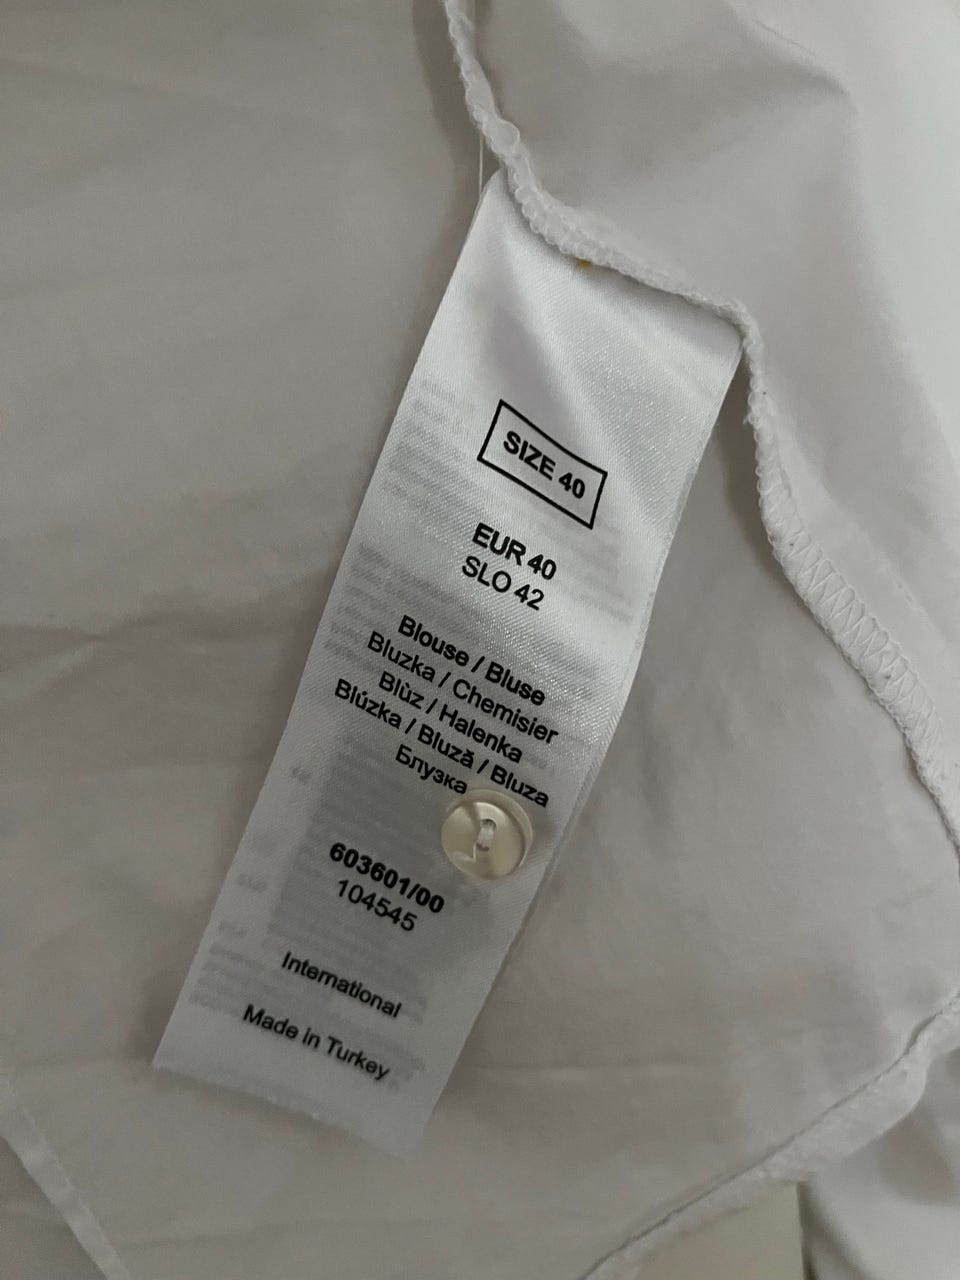 SIZE 40
EUR 40
SLO 42
Blouse / Bluse
Bluzka / Chemisier
Blùz / Halenka
Blúzka / Bluză / Bluza
Блузка
603601/00
104545
International
Made in Turkey